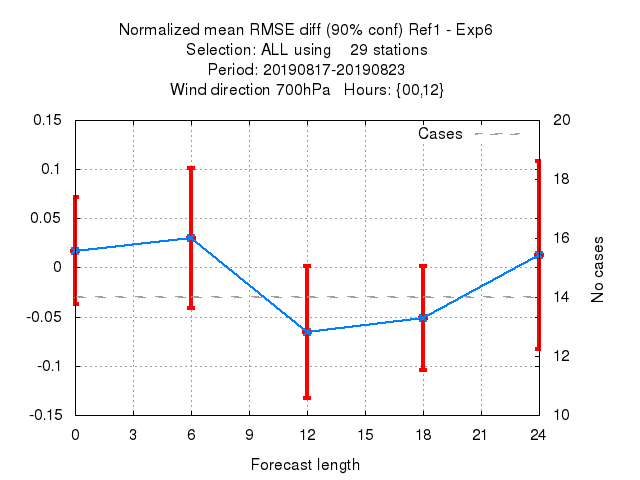 Normalized mean RMSE diff (90% conf) Ref1 - Exp6
Selection: ALL using    29 stations
Period: 20190817-20190823
Wind direction 700hPa   Hours: {00,12}
Cases
0.15
0.1
0.05
0
-0.05
-0.1
-0.15
20
18
16
14
12
10
No cases
0 3 6 9 12 15 18 21 24
Forecast length